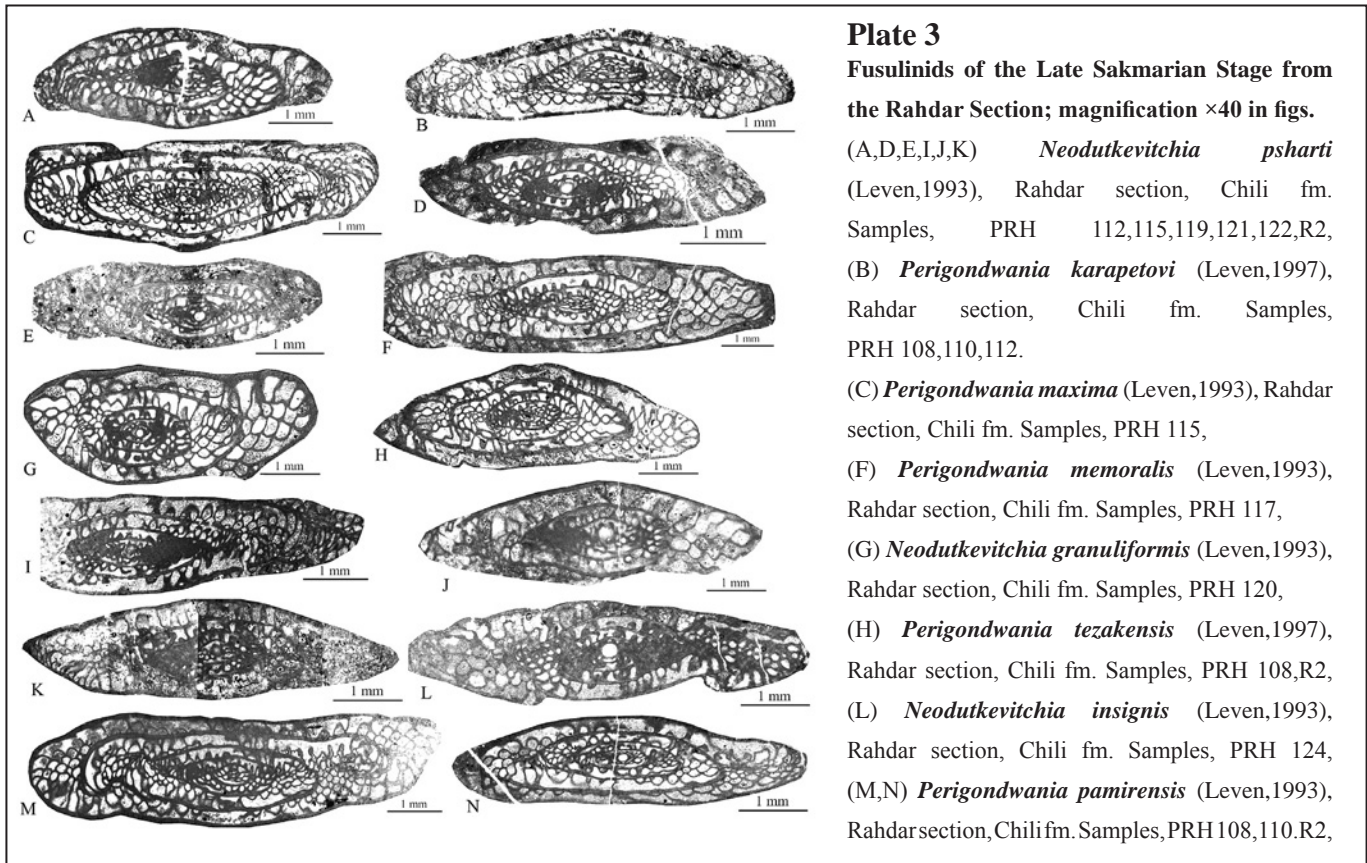 Plate 3
Fusulinids of the Late Sakmarian Stage from
the Rahdar Section; magnification ×40 in figs.
(A,D,E,I,J,K) Neodutkevitchia psharti
(Leven,1993), Rahdar section, Chili fm.
Samples, PRH 112,115,119,121,122,R2,
(B) Perigondwania karapetovi (Leven,1997),
Rahdar section, Chili fm. Samples,
PRH 108,110,112.
(C) Perigondwania maxima (Leven,1993), Rahdar
section, Chili fm. Samples, PRH 115,
(F) Perigondwania memoralis (Leven,1993),
Rahdar section, Chili fm. Samples, PRH 117,
(G) Neodutkevitchia granuliformis (Leven,1993),
Rahdar section, Chili fm. Samples, PRH 120,
(H) Perigondwania tezakensis (Leven,1997),
Rahdar section, Chili fm. Samples, PRH 108,R2,
(L) Neodutkevitchia insignis (Leven,1993),
Rahdar section, Chili fm. Samples, PRH 124,
(M,N) Perigondwania pamirensis (Leven,1993),
Rahdar section, Chili fm. Samples, PRH 108,110.R2,
A
1 mm
B
1 mm
C
1 mm
D
1 mm
E
1 mm
F
1 mm
G
1 mm
H
1 mm
I
1 mm
J
1 mm
K
1 mm
L
1 mm
M
1 mm
N
1 mm